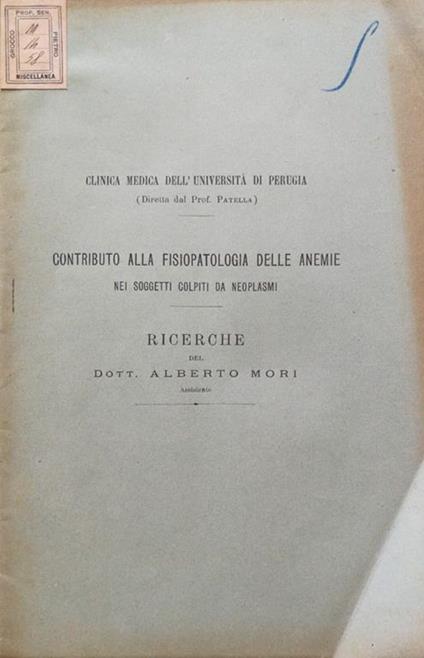 PROF. SEN.
GROCCO
PIETRO
MISCELLANEA
58
CLINICA MEDICA DELL'UNIVERSITÀ DI PERUGIA
(Diretta dal Prof. PATELLA)
CONTRIBUTO ALLA FISIOPATOLOGIA DELLE ANEMIE
NEI SOGGETTI COLPITI DA NEOPLASMI
RICERCHE
DEL
DOTT. ALBERTO MORI
Assistente